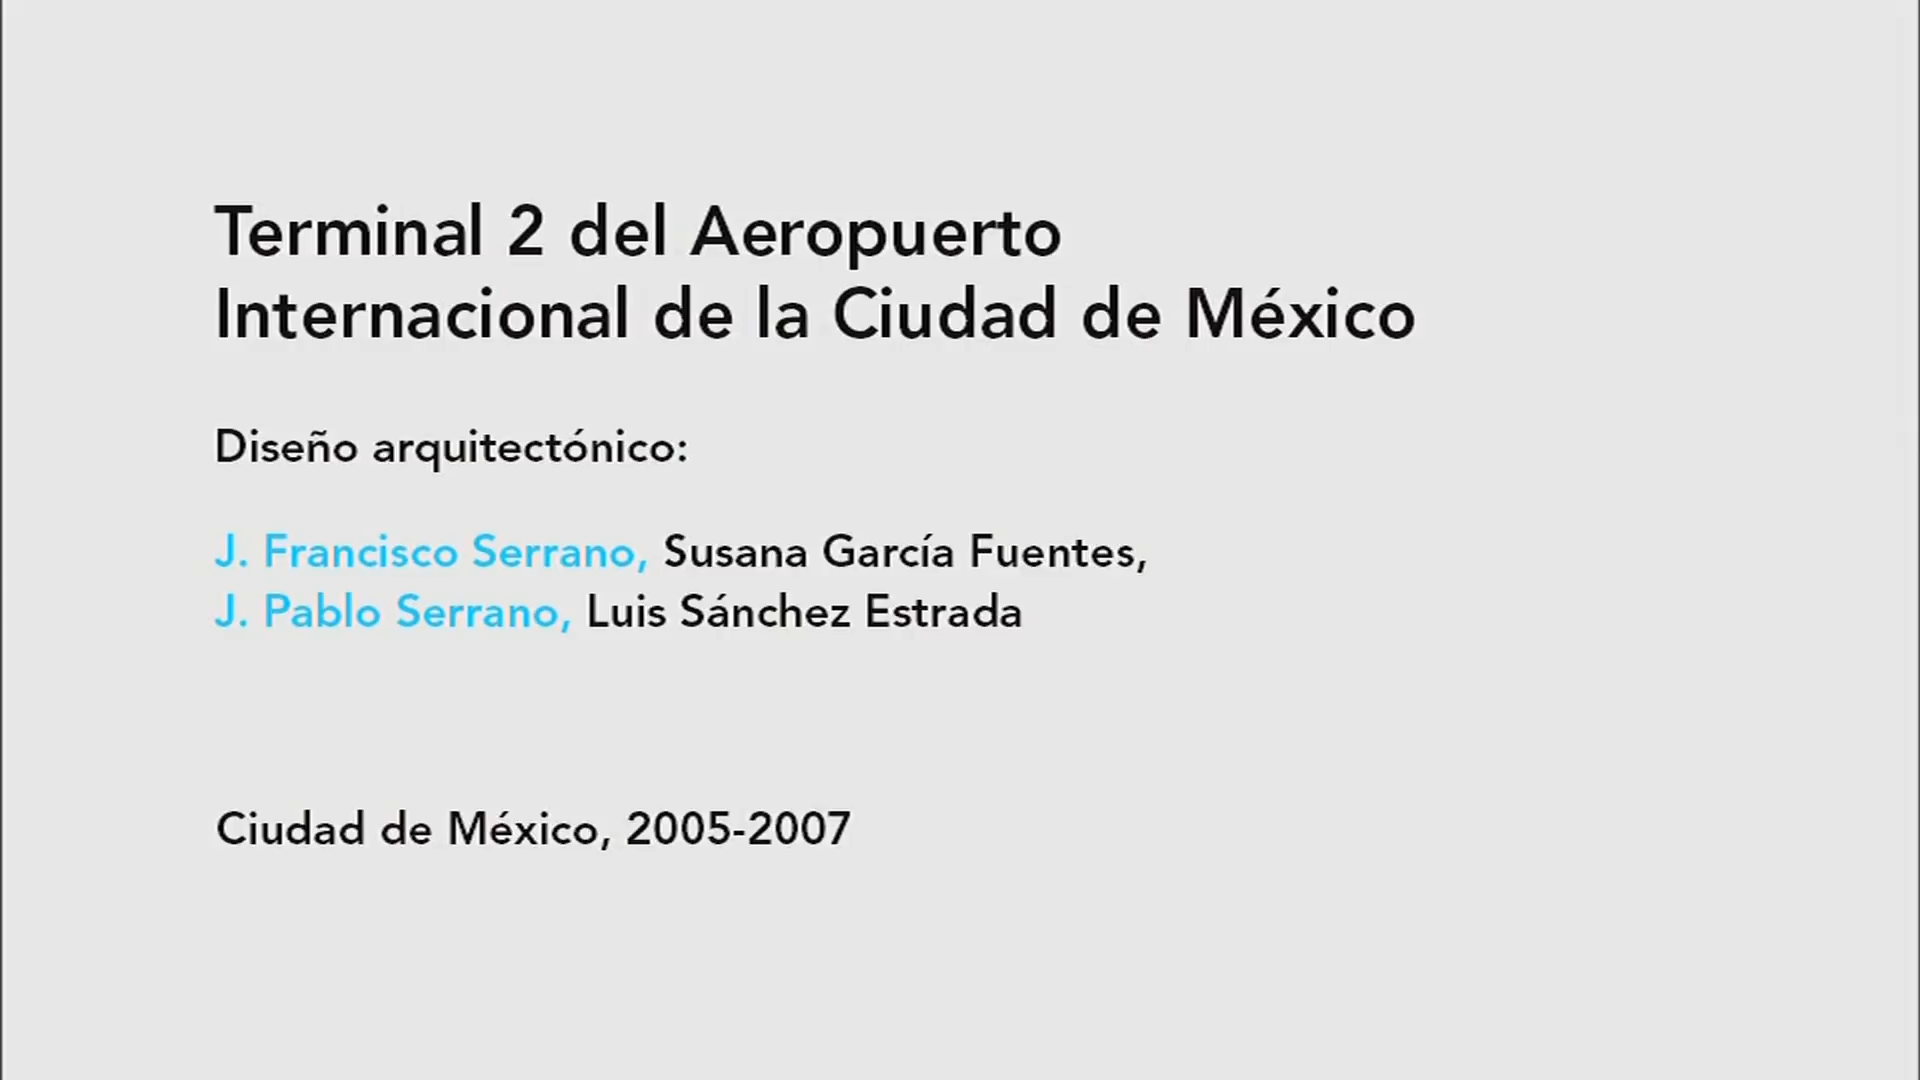 Terminal 2 del Aeropuerto
Internacional de la Ciudad de México
Diseño arquitectónico:
J. Francisco Serrano, Susana García Fuentes,
J. Pablo Serrano, Luis Sánchez Estrada
Ciudad de México, 2005-2007